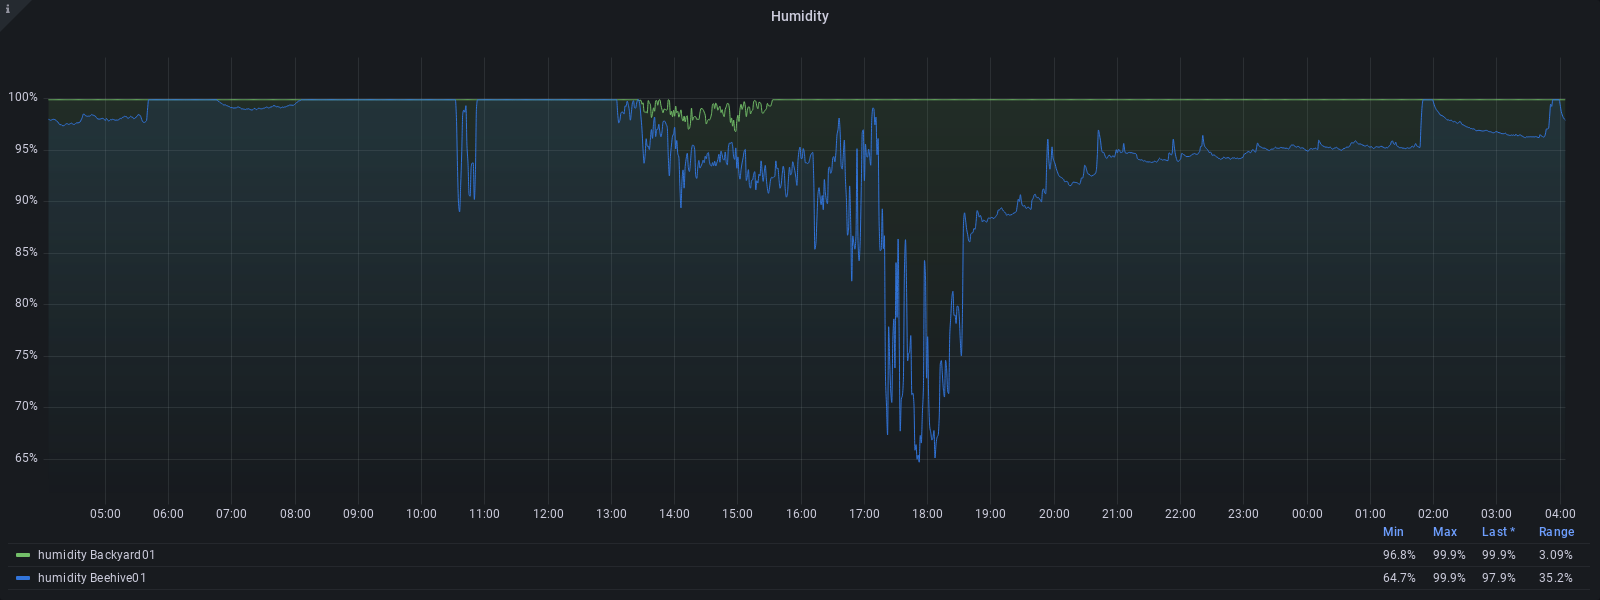 i
Humidity
100%
95%
90%
85%
80%
75%
70%
65%
05:00 06:00 07:00 08:00 09:00 10:00 11:00 12:00 13:00 14:00 15:00 16:00 17:00 18:00 19:00 20:00 21:00 22:00 23:00 00:00 01:00 02:00 03:00 04:00
Min Max Last * Range
humidity Backyard01 96.8% 99.9% 99.9% 3.09%
humidity Beehive01 64.7% 99.9% 97.9% 35.2%